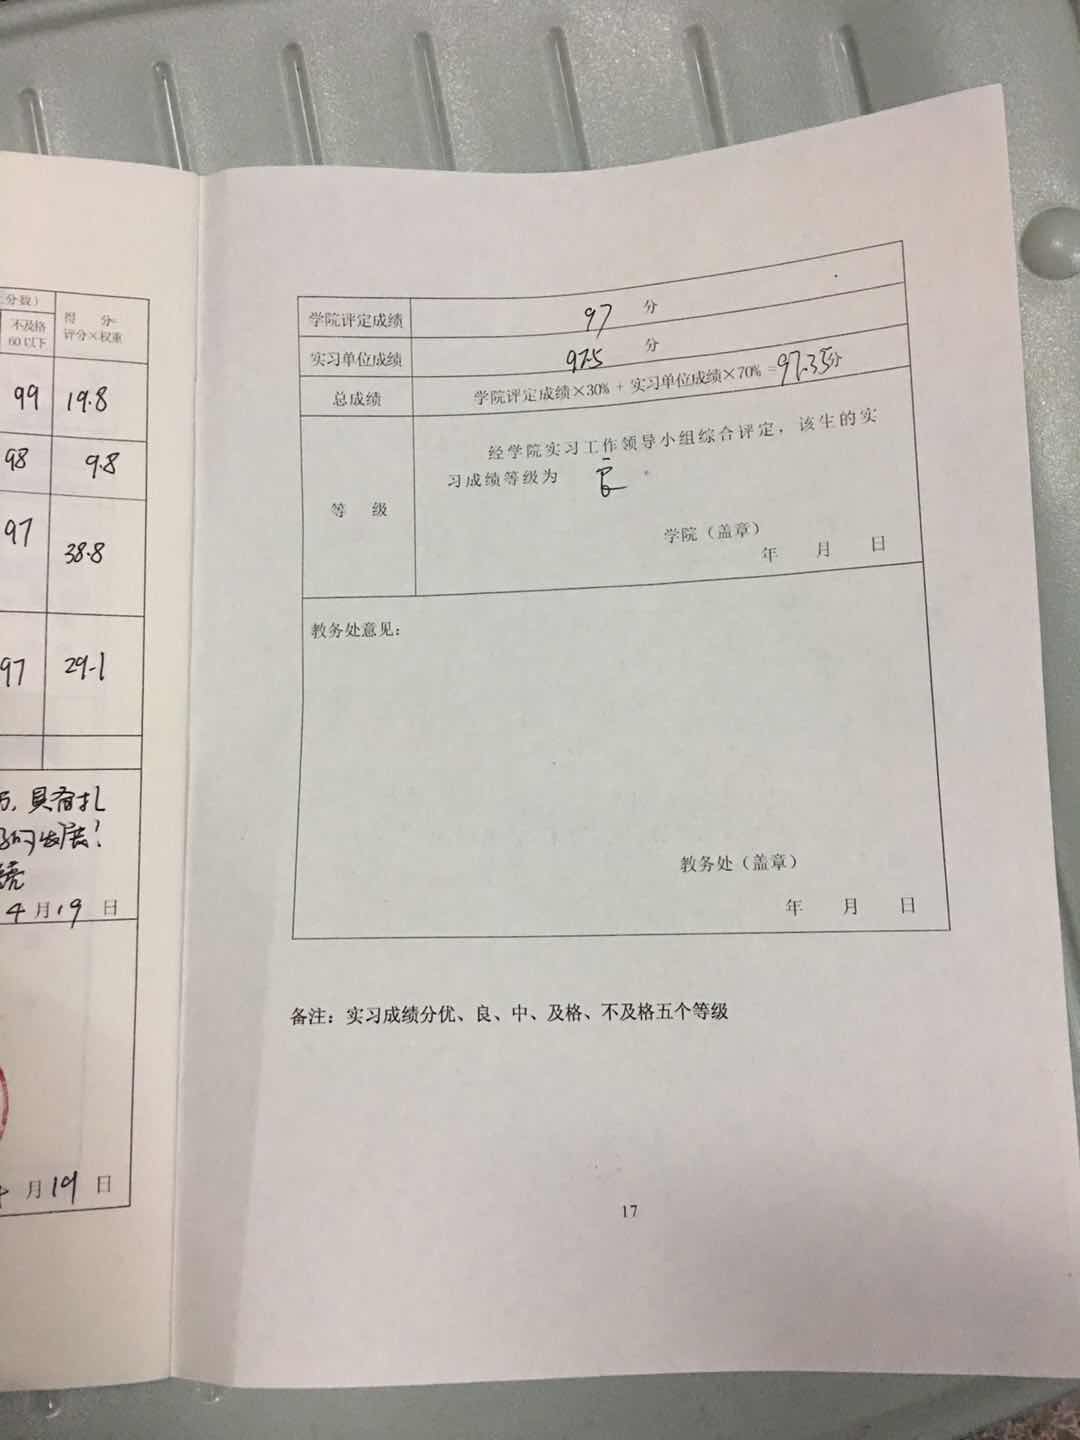 分数）
不及格
60以下
得 分=
评分×权重
99 19.8
98 9.8
97 38.8
97 29.1
具备扎
发展！
4月19日
月19日
学院评定成绩 97 分
实习单位成绩 97.5 分
总成绩 学院评定成绩×30% + 实习单位成绩×70% =97.35分
经学院实习工作领导小组综合评定，该生的实
习成绩等级为 良 。
等 级
学院（盖章）
年 月 日
教务处意见：
教务处（盖章）
年 月 日
备注：实习成绩分优、良、中、及格、不及格五个等级
17